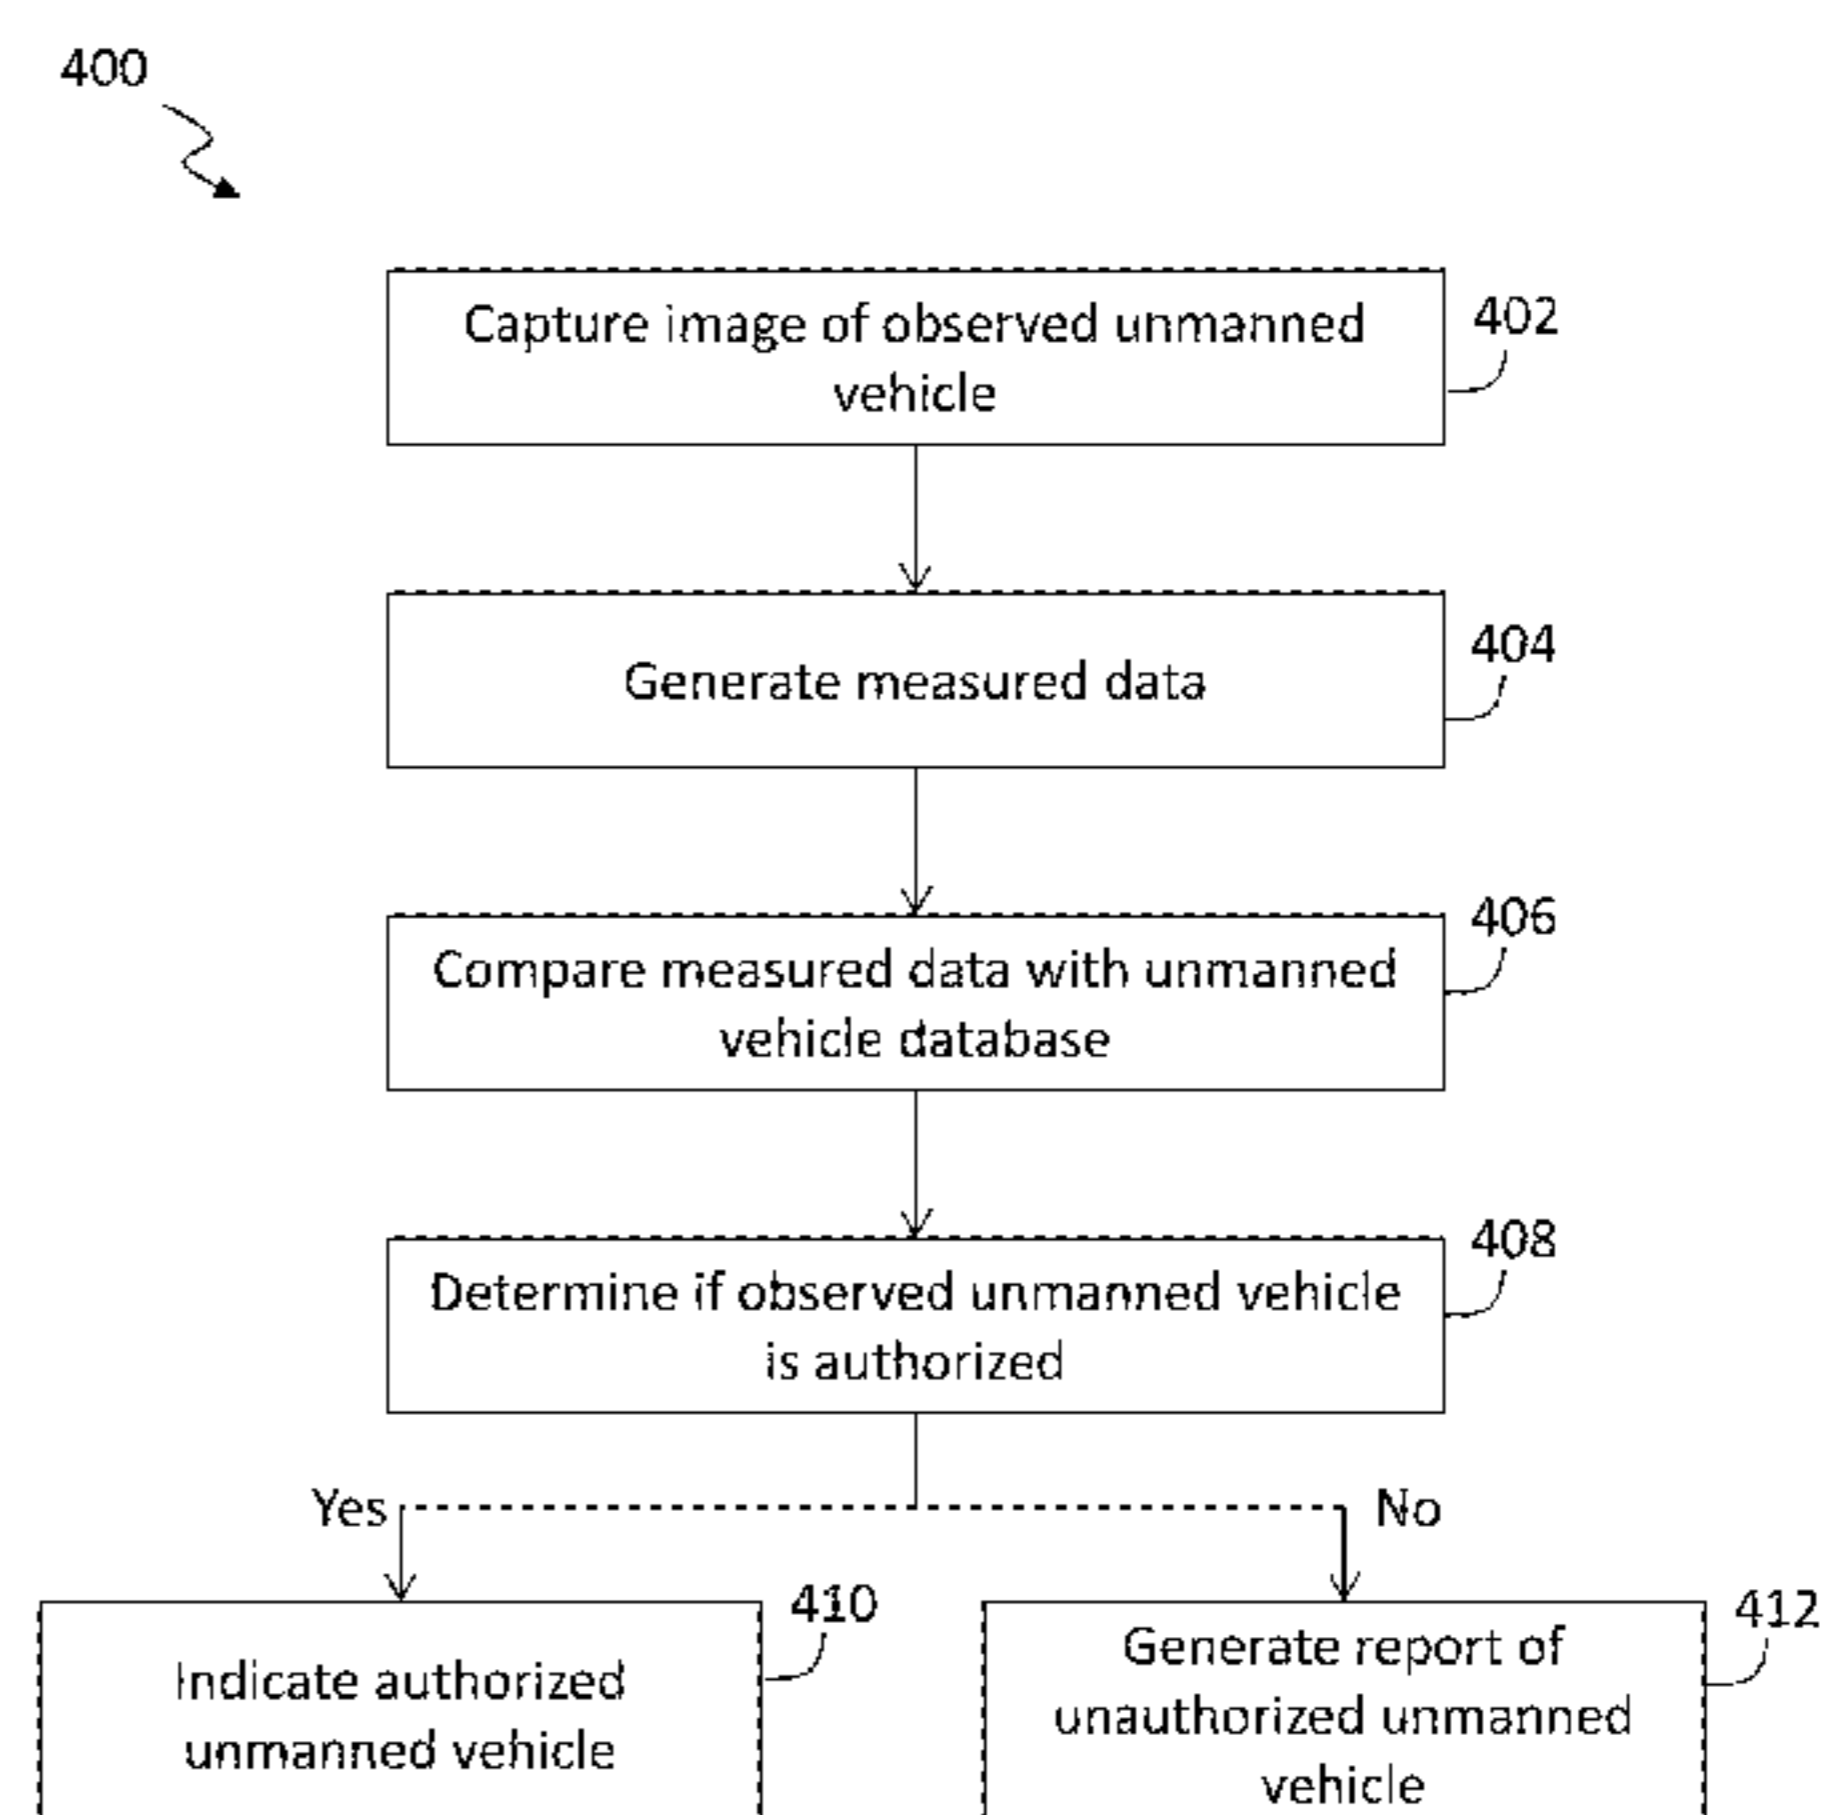 400
Capture image of observed unmanned
vehicle
402
Generate measured data
404
Compare measured data with unmanned
vehicle database
406
Determine if observed unmanned vehicle
is authorized
408
Yes
No
Indicate authorized
unmanned vehicle
410
Generate report of
unauthorized unmanned
vehicle
412